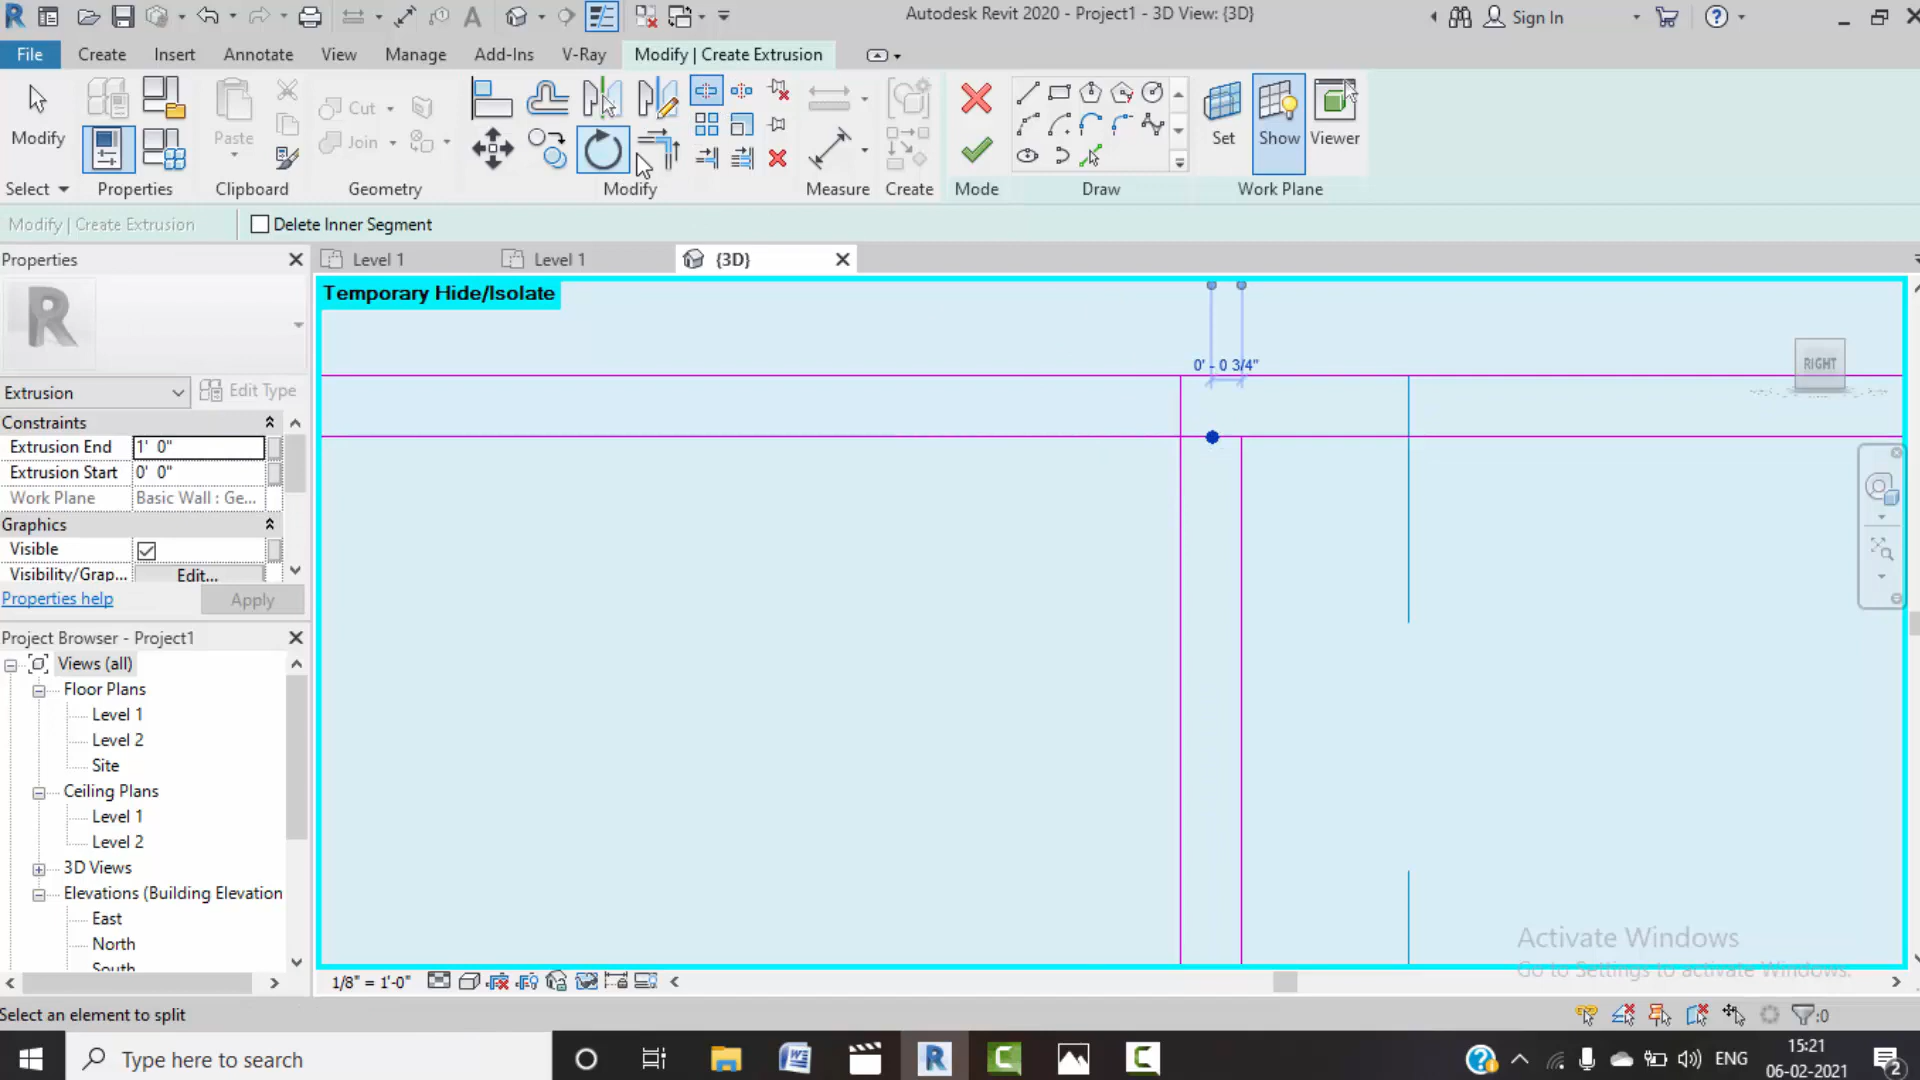 Autodesk Revit 2020 - Project1 - 3D View: {3D}
Sign In
File
Create
Insert
Annotate
View
Manage
Add-Ins
V-Ray
Modify | Create Extrusion
Modify
Cut
Join
Paste
Set
Show
Viewer
Select
Properties
Clipboard
Geometry
Modify
Measure
Create
Mode
Draw
Work Plane
Modify | Create Extrusion
Delete Inner Segment
Properties
Level 1
Level 1
{3D}
Temporary Hide/Isolate
0' - 0 3/4"
RIGHT
Extrusion
Edit Type
Constraints
Extrusion End
1' 0"
Extrusion Start
0' 0"
Work Plane
Basic Wall : Ge...
Graphics
Visible
Visibility/Grap...
Edit...
Properties help
Apply
Project Browser - Project1
Views (all)
Floor Plans
Level 1
Level 2
Site
Ceiling Plans
Level 1
Level 2
3D Views
Elevations (Building Elevation
East
North
South
Activate Windows
Go to Settings to activate Windows.
1/8" = 1'-0"
Select an element to split
:0
Type here to search
ENG
15:21
06-02-2021
2